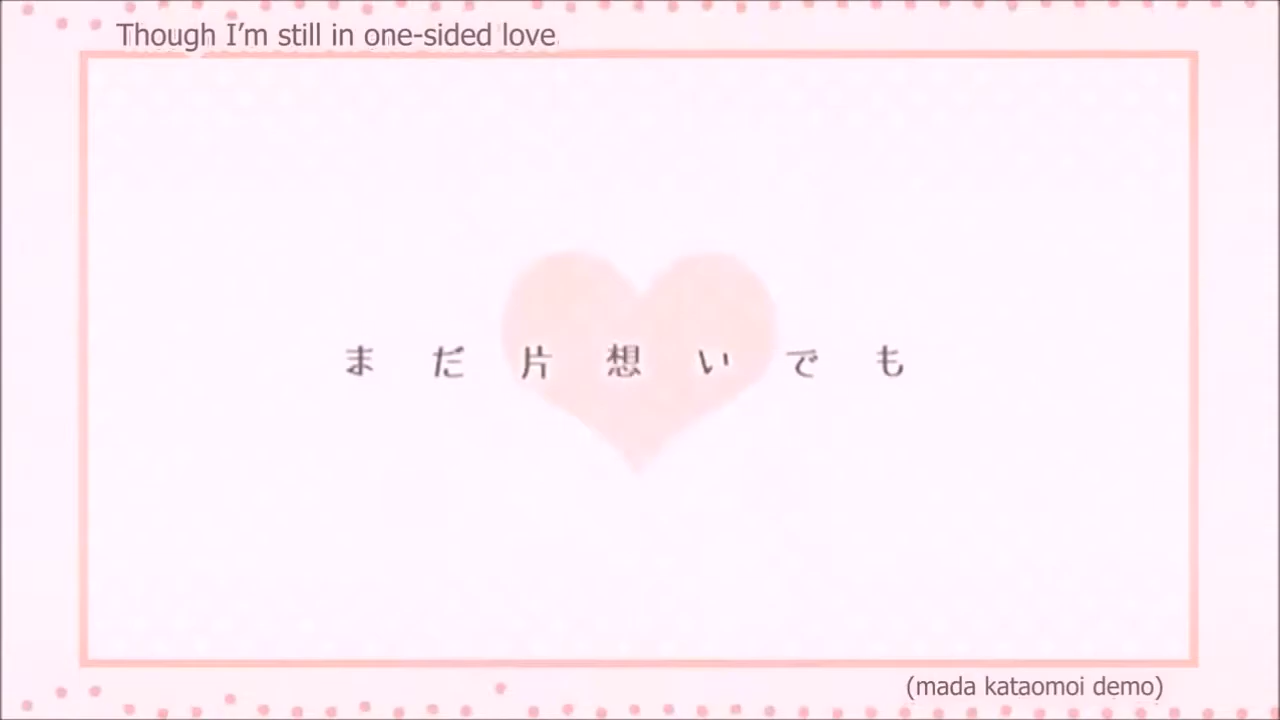 Though I'm still in one-sided love
まだ片想いでも
(mada kataomoi demo)